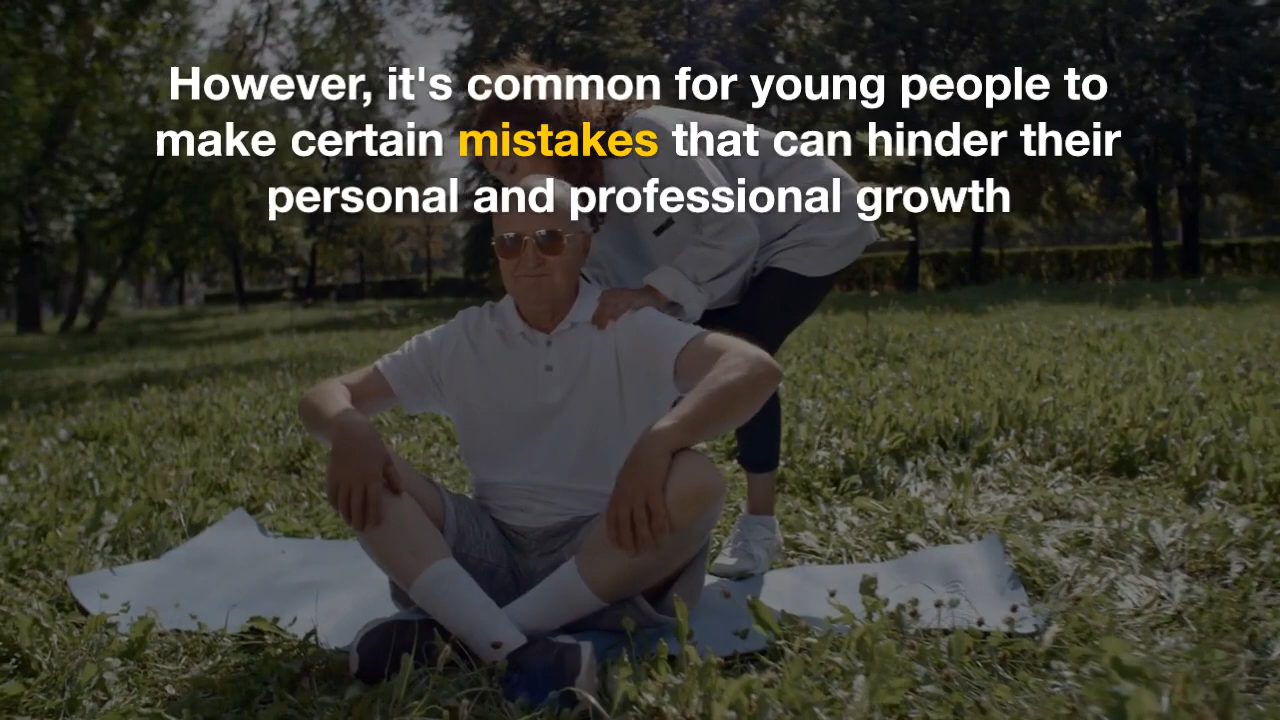 However, it's common for young people to
make certain mistakes that can hinder their
personal and professional growth